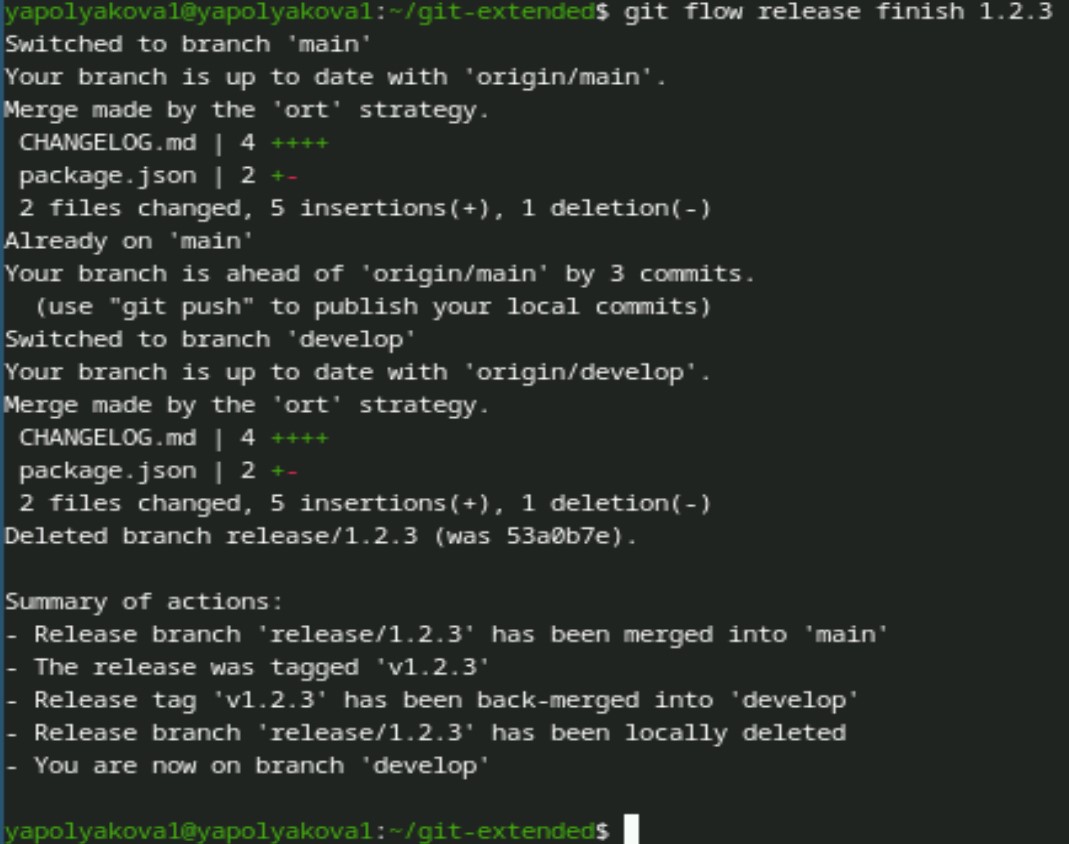 yapolyakova1@yapolyakova1:~/git-extended$ git flow release finish 1.2.3
Switched to branch 'main'
Your branch is up to date with 'origin/main'.
Merge made by the 'ort' strategy.
 CHANGELOG.md | 4 ++++
 package.json | 2 +-
 2 files changed, 5 insertions(+), 1 deletion(-)
Already on 'main'
Your branch is ahead of 'origin/main' by 3 commits.
  (use "git push" to publish your local commits)
Switched to branch 'develop'
Your branch is up to date with 'origin/develop'.
Merge made by the 'ort' strategy.
 CHANGELOG.md | 4 ++++
 package.json | 2 +-
 2 files changed, 5 insertions(+), 1 deletion(-)
Deleted branch release/1.2.3 (was 53a0b7e).

Summary of actions:
- Release branch 'release/1.2.3' has been merged into 'main'
- The release was tagged 'v1.2.3'
- Release tag 'v1.2.3' has been back-merged into 'develop'
- Release branch 'release/1.2.3' has been locally deleted
- You are now on branch 'develop'

yapolyakova1@yapolyakova1:~/git-extended$